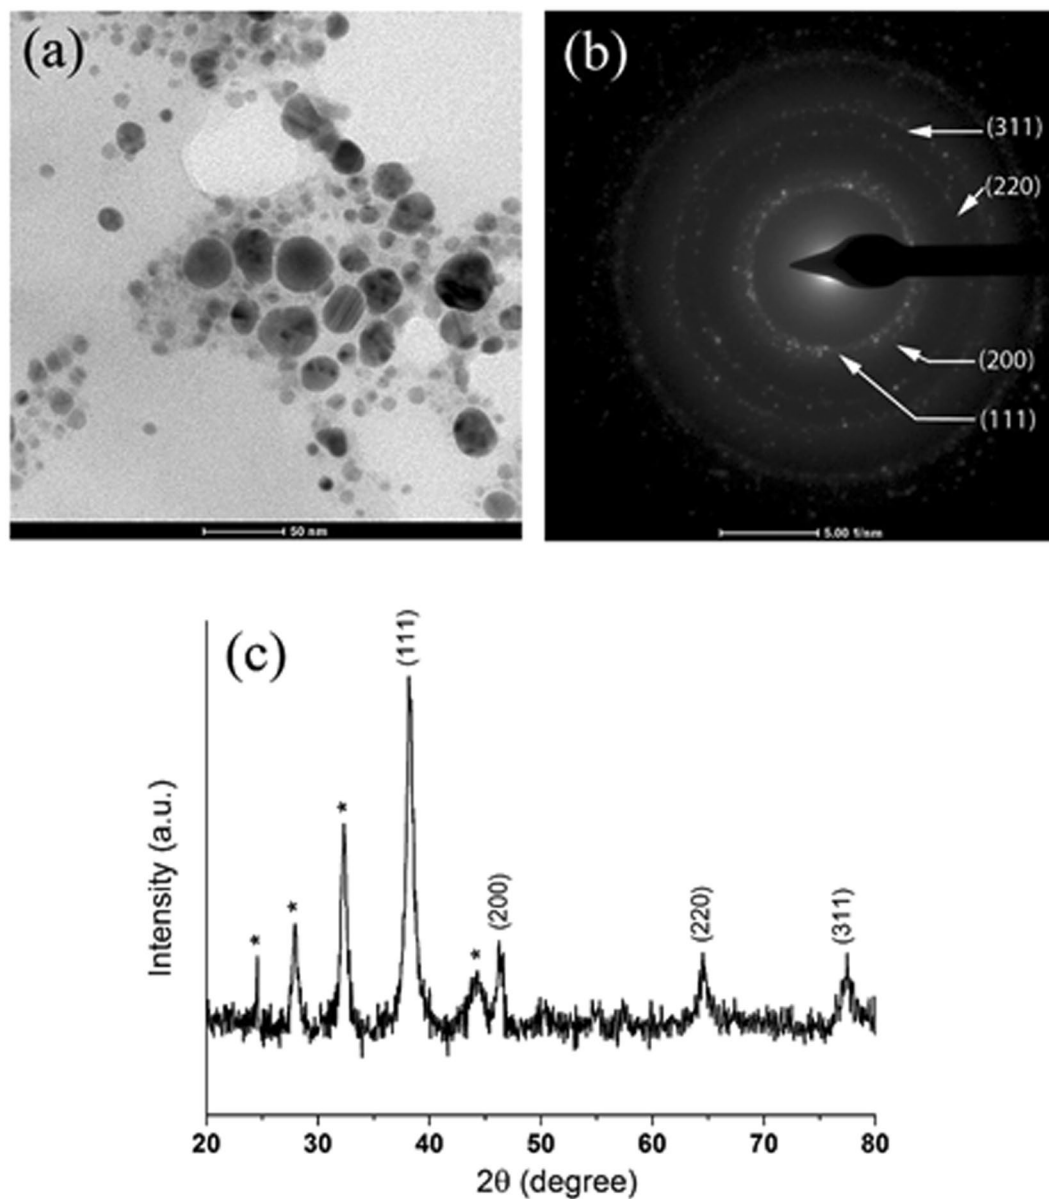 (a)
(b)
(311)
(220)
(200)
(111)
50 nm
5.00 1/nm
(c)
(111)
*
*
*
*
(200)
(220)
(311)
Intensity (a.u.)
20 30 40 50 60 70 80
2θ (degree)